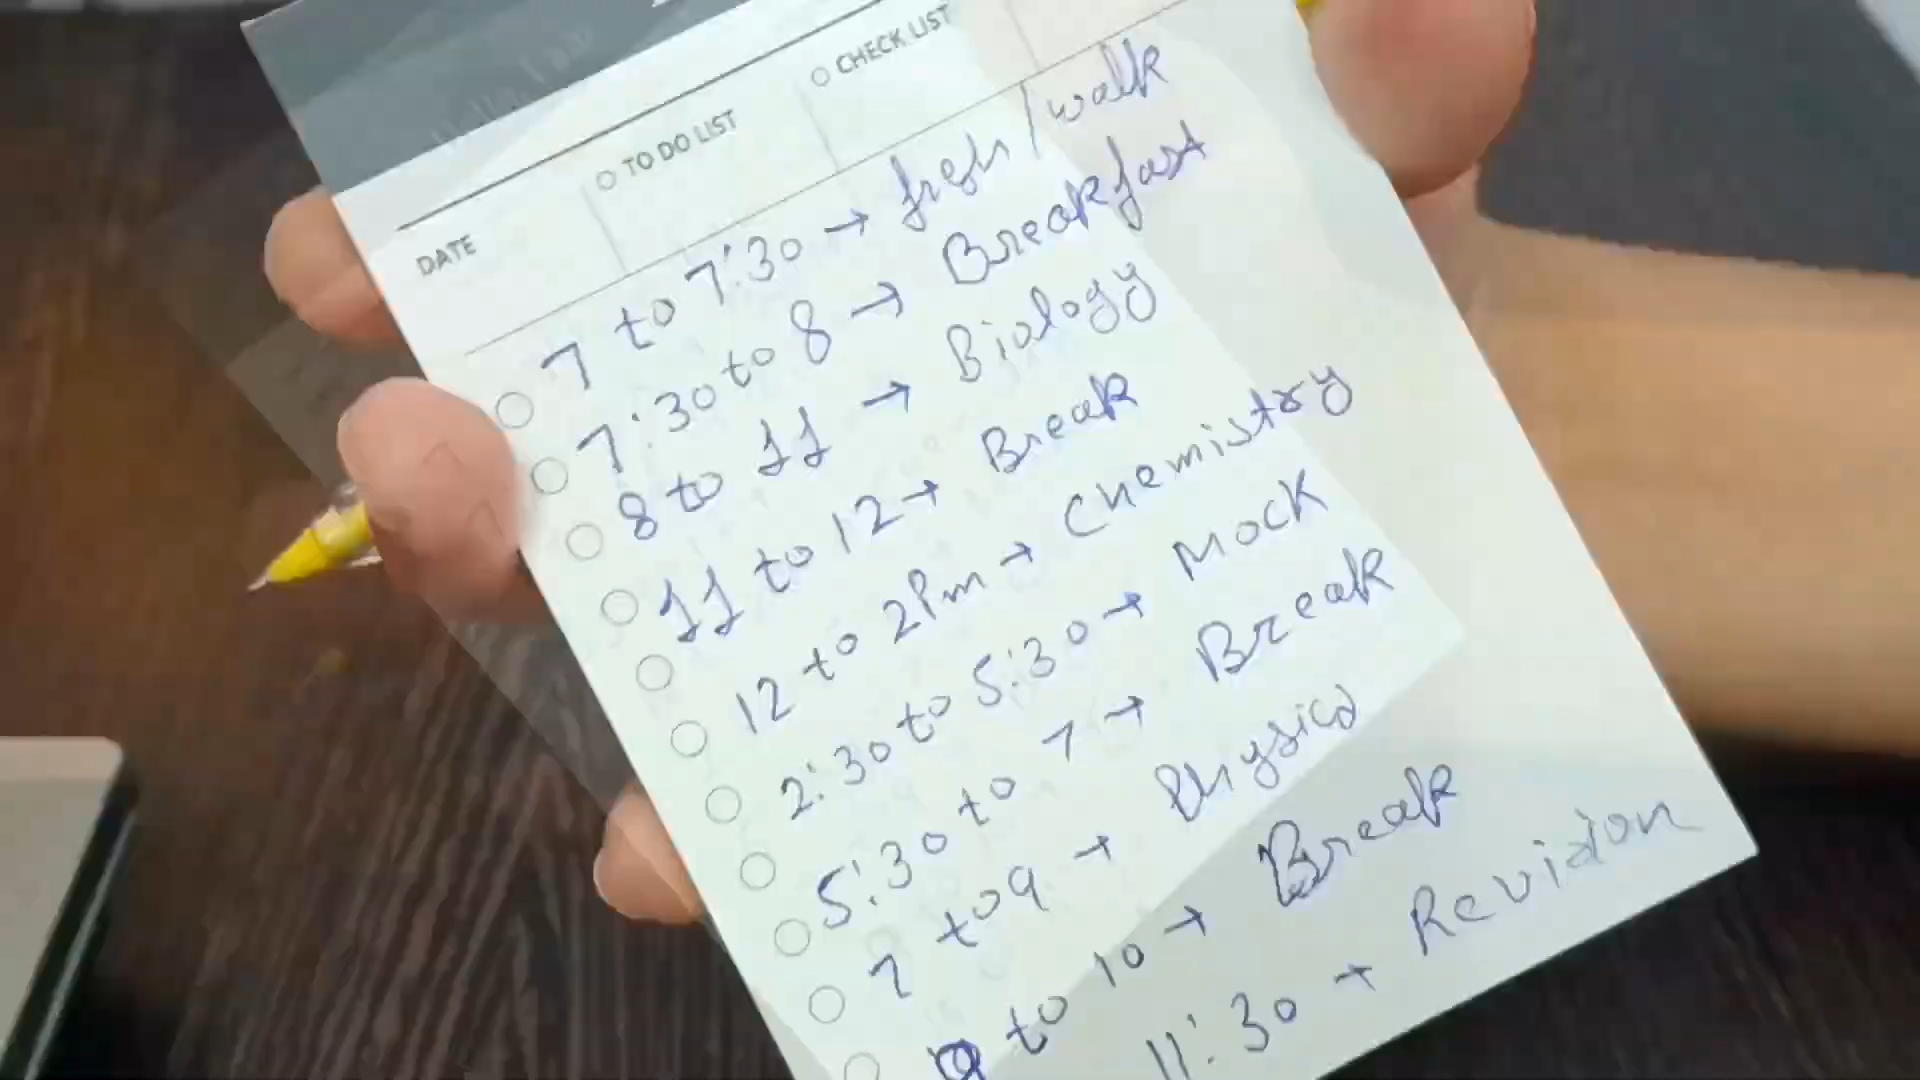 DATE
○ TO DO LIST
○ CHECK LIST
7 to 7:30 → fresh / walk
7:30 to 8 → Breakfast
8 to 11 → Biology
11 to 12 → Break
12 to 2Pm → Chemistry
2:30 to 5:30 → Mock
5:30 to 7 → Break
7 to 9 → Physics
9 to 10 → Break
11:30 → Revision